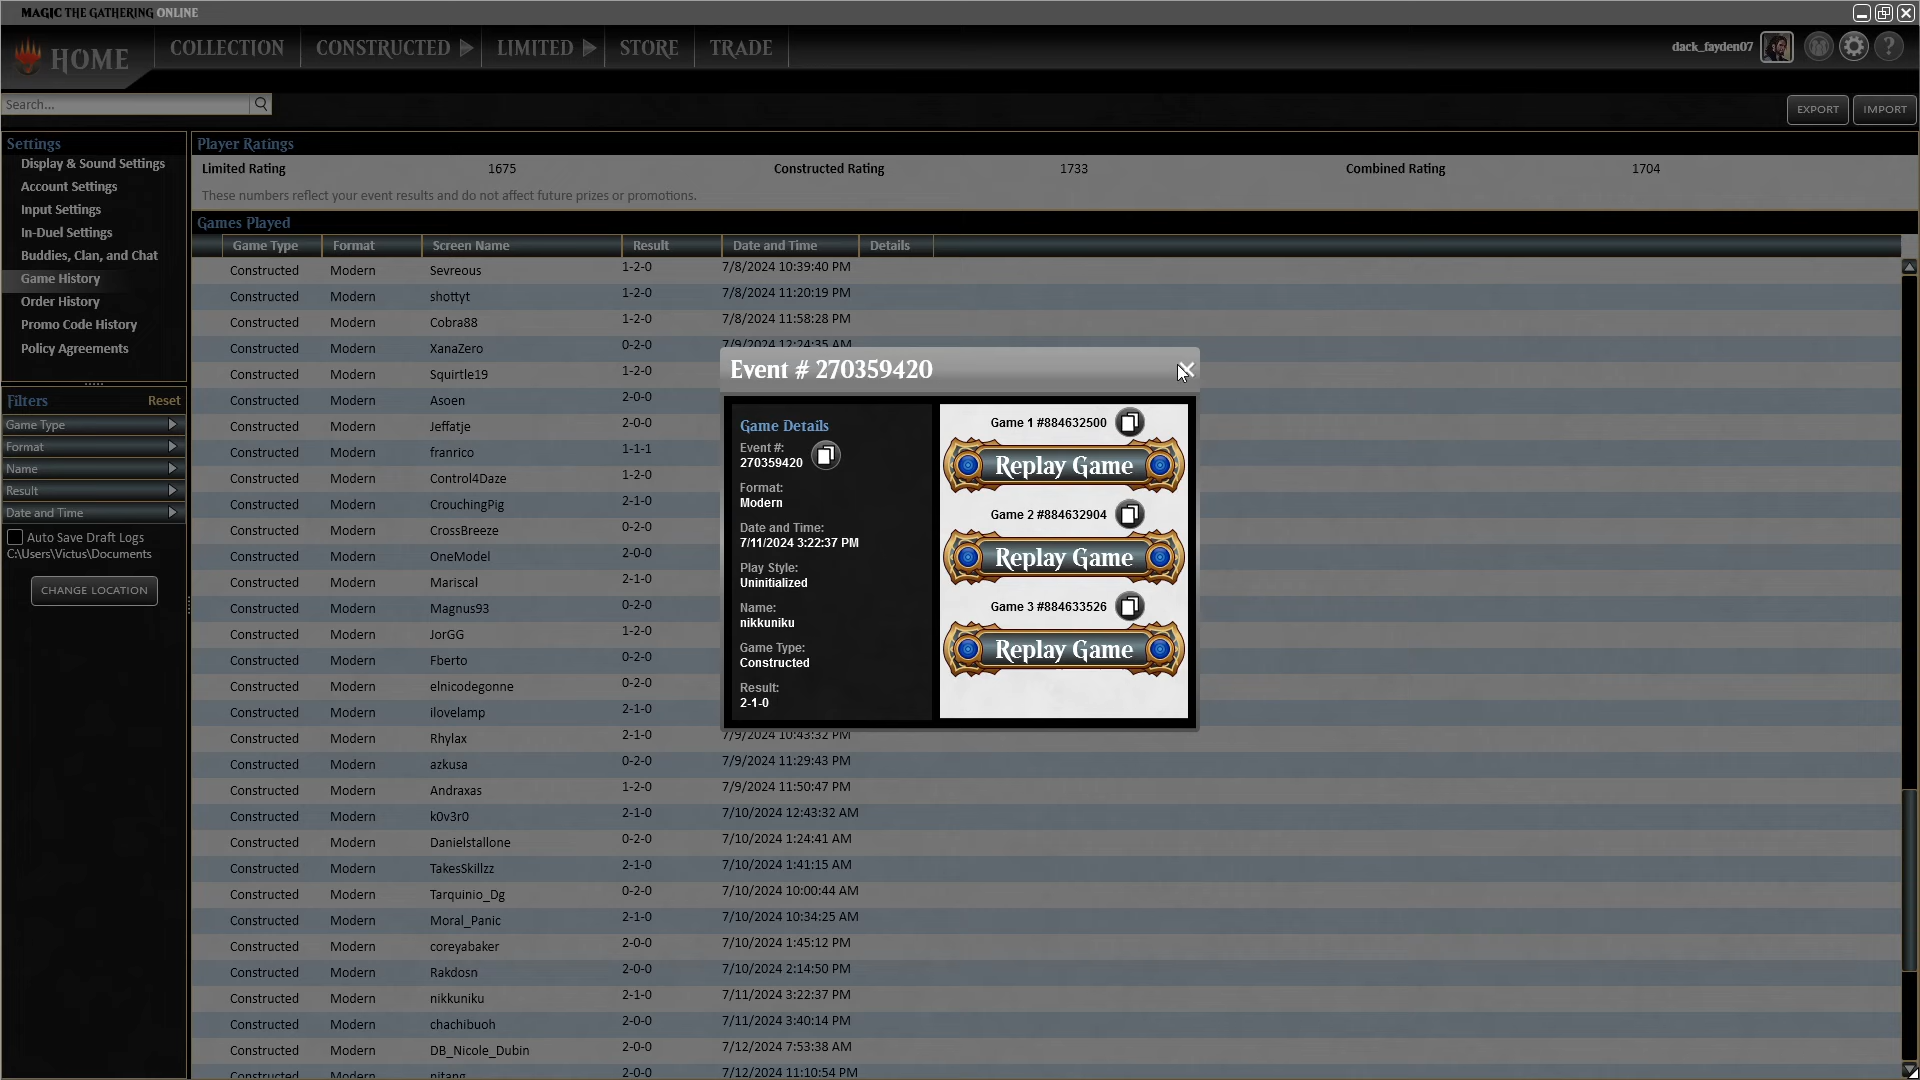 MAGIC THE GATHERING ONLINE
HOME COLLECTION CONSTRUCTED LIMITED STORE TRADE dack_fayden07 ?
Search... EXPORT IMPORT
Settings
Display & Sound Settings
Account Settings
Input Settings
In-Duel Settings
Buddies, Clan, and Chat
Game History
Order History
Promo Code History
Policy Agreements
Filters Reset
Game Type
Format
Name
Result
Date and Time
Auto Save Draft Logs
C:\Users\Victus\Documents
CHANGE LOCATION
Player Ratings
Limited Rating 1675 Constructed Rating 1733 Combined Rating 1704
These numbers reflect your event results and do not affect future prizes or promotions.
Games Played
Game Type Format Screen Name Result Date and Time Details
Constructed Modern Sevreous 1-2-0 7/8/2024 10:39:40 PM
Constructed Modern shottyt 1-2-0 7/8/2024 11:20:19 PM
Constructed Modern Cobra88 1-2-0 7/8/2024 11:58:28 PM
Constructed Modern XanaZero 0-2-0 7/9/2024 12:24:35 AM
Constructed Modern Squirtle19 1-2-0
Constructed Modern Asoen 2-0-0
Constructed Modern Jeffatje 2-0-0
Constructed Modern franrico 1-1-1
Constructed Modern Control4Daze 1-2-0
Constructed Modern CrouchingPig 2-1-0
Constructed Modern CrossBreeze 0-2-0
Constructed Modern OneModel 2-0-0
Constructed Modern Mariscal 2-1-0
Constructed Modern Magnus93 0-2-0
Constructed Modern JorGG 1-2-0
Constructed Modern Fberto 0-2-0
Constructed Modern elnicodegonne 0-2-0
Constructed Modern ilovelamp 2-1-0
Constructed Modern Rhylax 2-1-0 7/9/2024 10:43:32 PM
Constructed Modern azkusa 0-2-0 7/9/2024 11:29:43 PM
Constructed Modern Andraxas 1-2-0 7/9/2024 11:50:47 PM
Constructed Modern k0v3r0 2-1-0 7/10/2024 12:43:32 AM
Constructed Modern Danielstallone 0-2-0 7/10/2024 1:24:41 AM
Constructed Modern TakesSkillzz 2-1-0 7/10/2024 1:41:15 AM
Constructed Modern Tarquinio_Dg 0-2-0 7/10/2024 10:00:44 AM
Constructed Modern Moral_Panic 2-1-0 7/10/2024 10:34:25 AM
Constructed Modern coreyabaker 2-0-0 7/10/2024 1:45:12 PM
Constructed Modern Rakdosn 2-0-0 7/10/2024 2:14:50 PM
Constructed Modern nikkuniku 2-1-0 7/11/2024 3:22:37 PM
Constructed Modern chachibuoh 2-0-0 7/11/2024 3:40:14 PM
Constructed Modern DB_Nicole_Dubin 2-0-0 7/12/2024 7:53:38 AM
Constructed Modern nitang 2-0-0 7/12/2024 11:10:54 PM
Event # 270359420
Game Details
Event #:
270359420
Format:
Modern
Date and Time:
7/11/2024 3:22:37 PM
Play Style:
Uninitialized
Name:
nikkuniku
Game Type:
Constructed
Result:
2-1-0
Game 1 #884632500
Replay Game
Game 2 #884632904
Replay Game
Game 3 #884633526
Replay Game